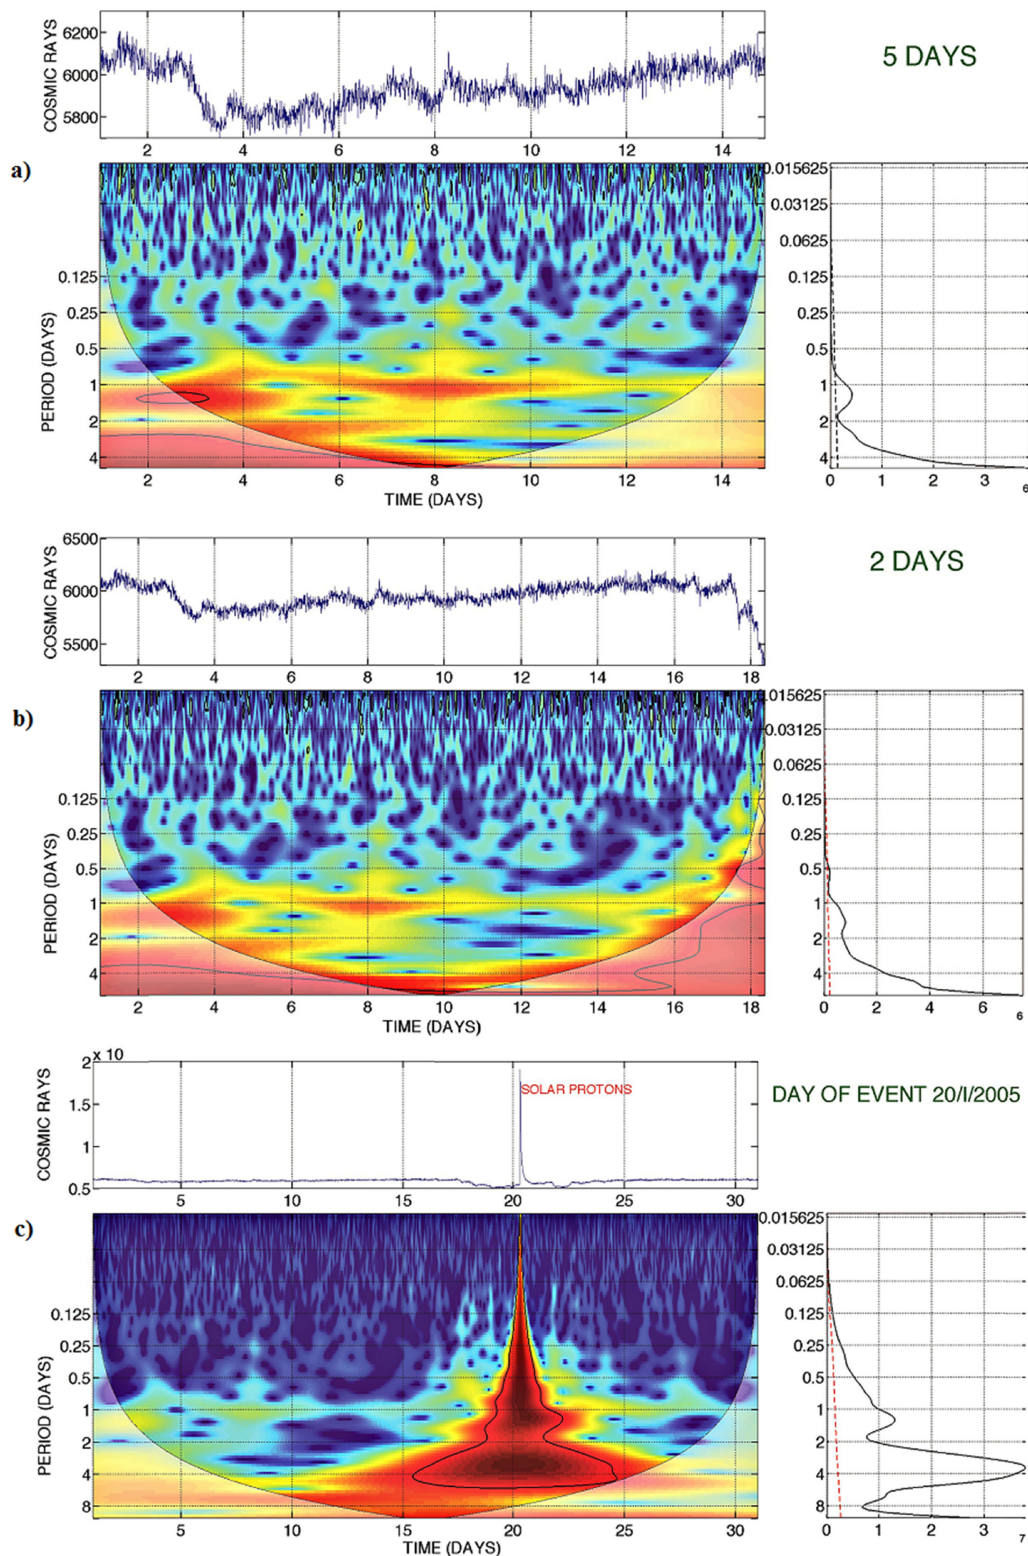 6200
6000
5800
COSMIC RAYS
2 4 6 8 10 12 14
5 DAYS
a)
0.125
0.25
0.5
1
2
4
PERIOD (DAYS)
2 4 6 8 10 12 14
TIME (DAYS)
0.015625
0.03125
0.0625
0.125
0.25
0.5
1
2
4
0 1 2 3
6
6500
6000
5500
COSMIC RAYS
2 4 6 8 10 12 14 16 18
2 DAYS
b)
0.125
0.25
0.5
1
2
4
PERIOD (DAYS)
2 4 6 8 10 12 14 16 18
TIME (DAYS)
0.015625
0.03125
0.0625
0.125
0.25
0.5
1
2
4
0 2 4 6
6
x 10
2
1.5
1
0.5
COSMIC RAYS
SOLAR PROTONS
5 10 15 20 25 30
DAY OF EVENT 20/I/2005
c)
0.125
0.25
0.5
1
2
4
8
PERIOD (DAYS)
5 10 15 20 25 30
TIME (DAYS)
0.015625
0.03125
0.0625
0.125
0.25
0.5
1
2
4
8
0 1 2 3
7